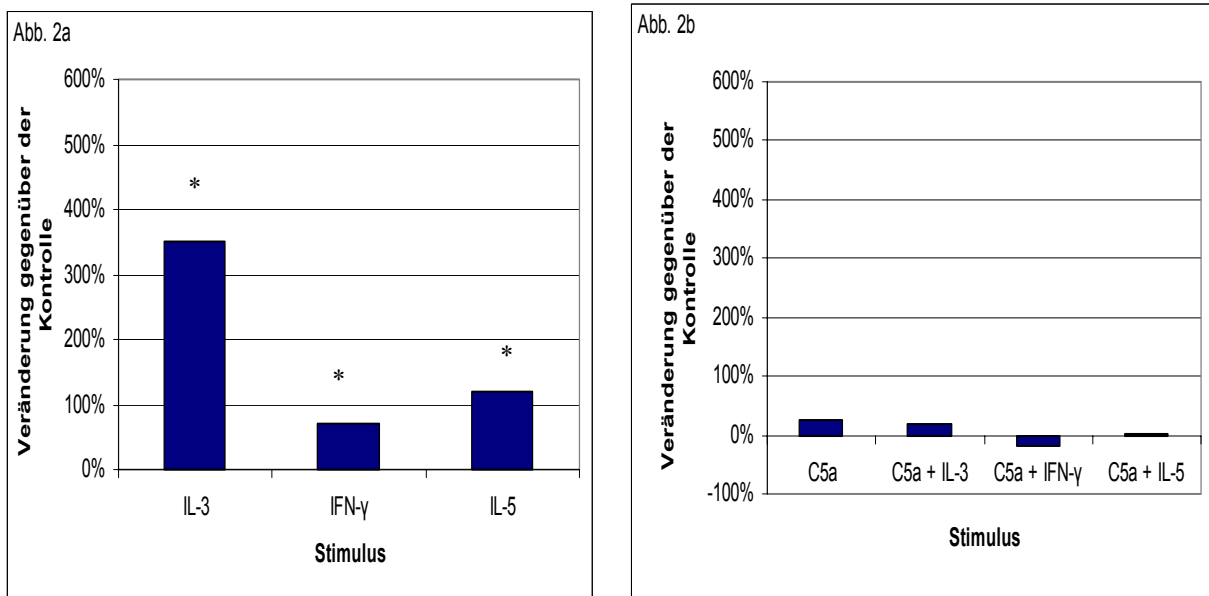 Abb. 2a
Veränderung gegenüber der
Kontrolle
600%
500%
400%
300%
200%
100%
0%
*
*
*
IL-3
IFN-γ
IL-5
Stimulus
Abb. 2b
Veränderung gegenüber der
Kontrolle
600%
500%
400%
300%
200%
100%
0%
-100%
C5a
C5a + IL-3
C5a + IFN-γ
C5a + IL-5
Stimulus